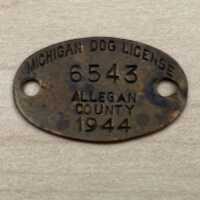 MICHIGAN DOG LICENSE
6543
ALLEGAN
COUNTY
1944